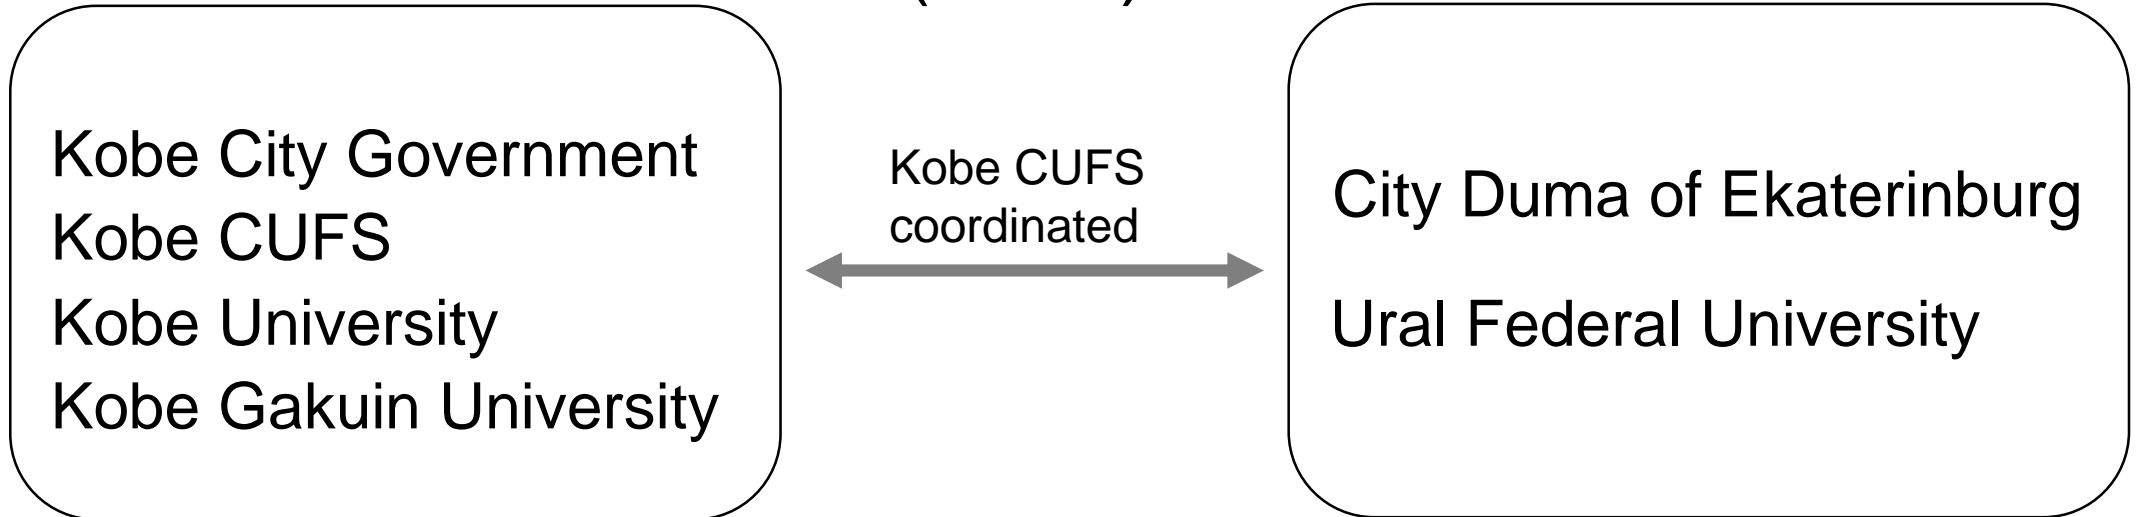 Kobe City Government
Kobe CUFS
Kobe University
Kobe Gakuin University
Kobe CUFS
coordinated
City Duma of Ekaterinburg
Ural Federal University